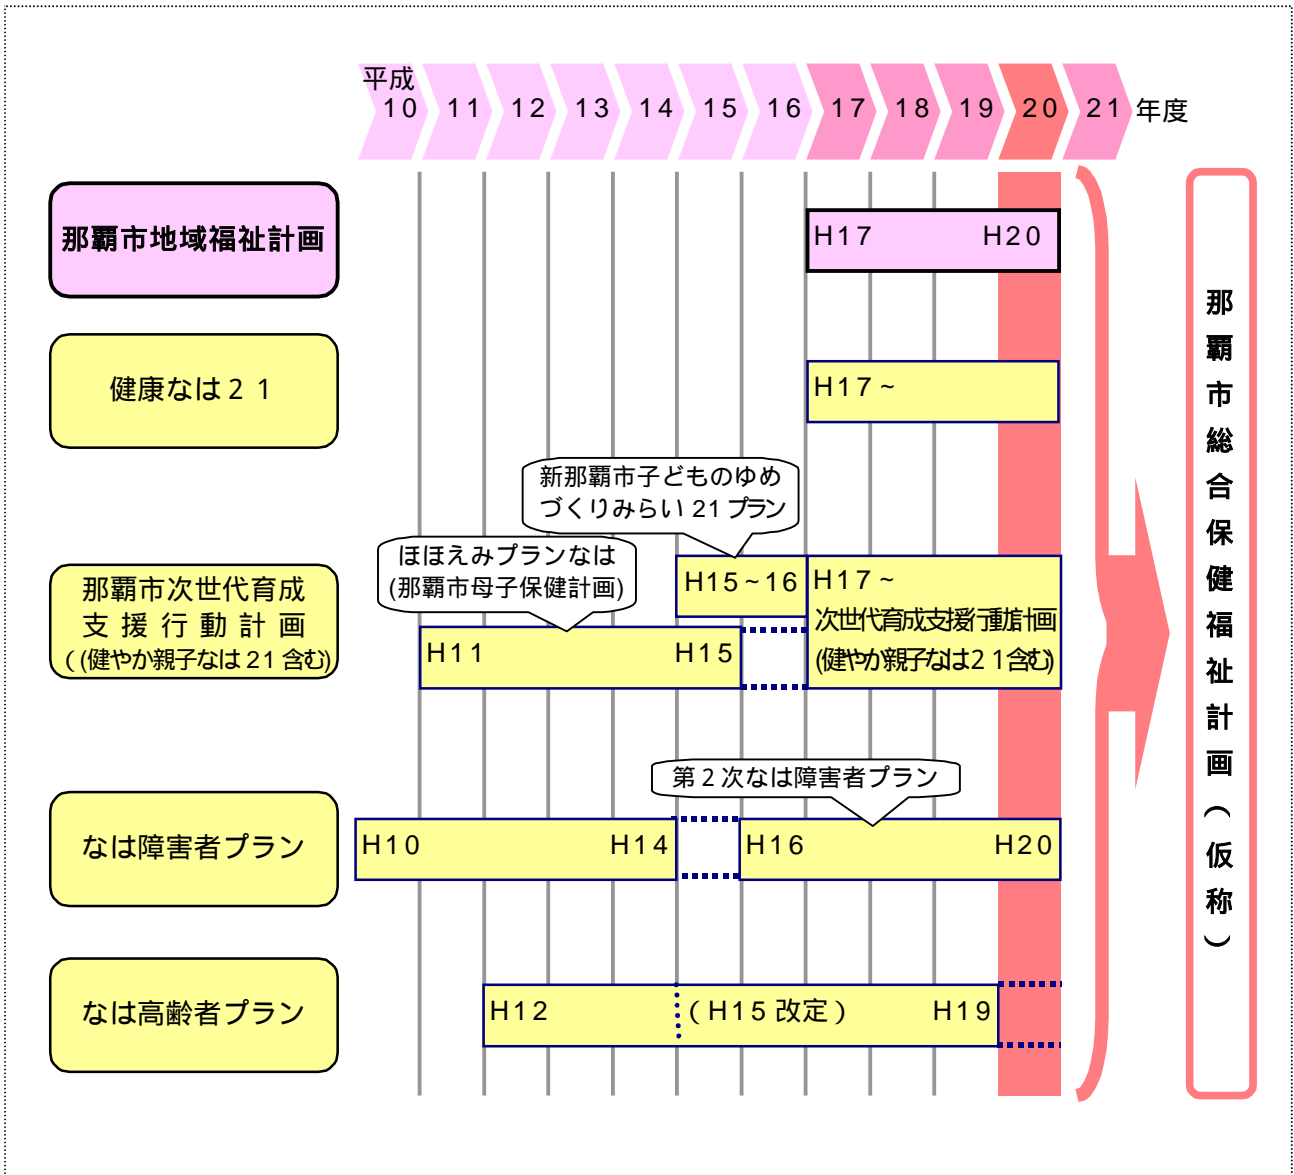 平成
10 11 12 13 14 15 16 17 18 19 20 21 年度
那覇市地域福祉計画
H17 H20
健康なは21
H17~
新那覇市子どものゆめ
づくりみらい21プラン
ほほえみプランなは
(那覇市母子保健計画)
那覇市次世代育成
支援行動計画
((健やか親子なは21含む)
H15~16
H11 H15
H17~
次世代育成支援行動計画
(健やか親子なは21含む)
第2次なは障害者プラン
なは障害者プラン
H10 H14 H16 H20
なは高齢者プラン
H12 (H15改定) H19
那覇市総合保健福祉計画(仮称)